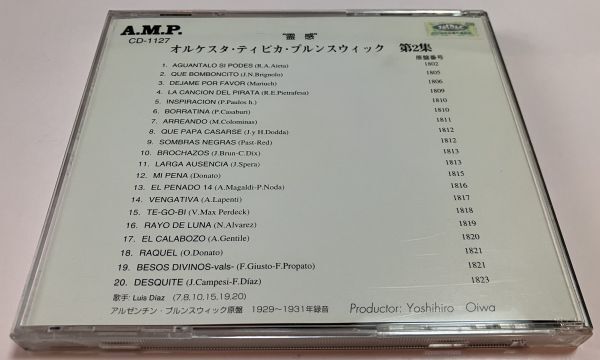 A.M.P.
CD-1127
"霊感"
オルケスタ・ティピカ・ブルンスウィック 第2集
原盤番号
1. AGUANTALO SI PODES (R.A.Aieta) 1802
2. QUE BOMBONCITO (J.N.Brignolo) 1805
3. DEJAME POR FAVOR (Martuch) 1806
4. LA CANCION DEL PIRATA (R.E.Pietrafesa) 1809
5. INSPIRACION (P.Paulos h.) 1810
6. BORRATINA (P.Casaburi) 1810
7. ARREANDO (M.Colominas) 1811
8. QUE PAPA CASARSE (J.y H.Dodda) 1812
9. SOMBRAS NEGRAS (Past-Red) 1812
10. BROCHAZOS (J.Brun-C.Dix) 1813
11. LARGA AUSENCIA (J.Spera) 1813
12. MI PENA (Donato) 1815
13. EL PENADO 14 (A.Magaldi-P.Noda) 1816
14. VENGATIVA (A.Lapenti) 1817
15. TE-GO-BI (V.Max Perdeck) 1818
16. RAYO DE LUNA (N.Alvarez) 1819
17. EL CALABOZO (A.Gentile) 1820
18. RAQUEL (O.Donato) 1821
19. BESOS DIVINOS-vals- (F.Giusto-F.Propato) 1821
20. DESQUITE (J.Campesi-F.Díaz) 1823
歌手: Luis Díaz (7.8.10.15.19.20)
アルゼンチン・ブルンスウィック原盤 1929〜1931年録音
Productor: Yoshihiro Oiwa